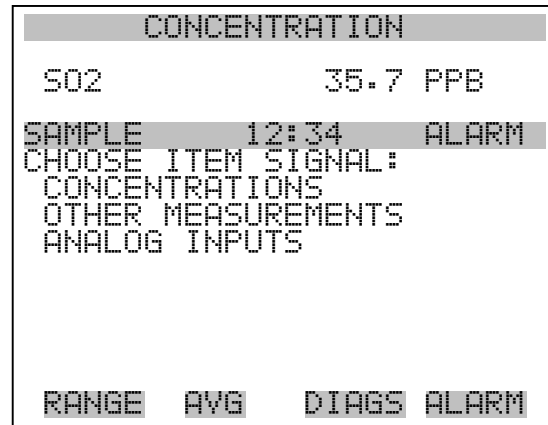 CONCENTRATION
SO2 35.7 PPB
SAMPLE 12:34 ALARM
CHOOSE ITEM SIGNAL:
CONCENTRATIONS
OTHER MEASUREMENTS
ANALOG INPUTS
RANGE AVG DIAGS ALARM